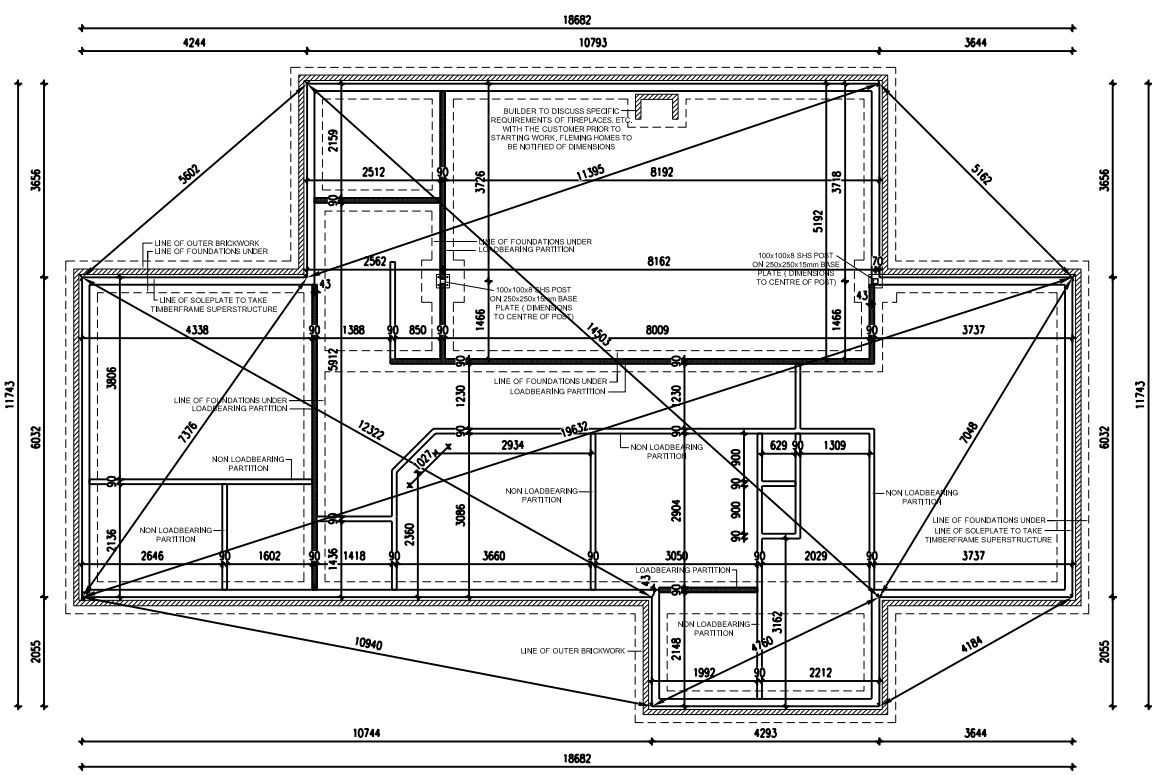 18682
4244 10793 3644
BUILDER TO DISCUSS SPECIFIC
REQUIREMENTS OF FIREPLACES, ETC.
WITH THE CUSTOMER PRIOR TO
STARTING WORK, FLEMING HOMES TO
BE NOTIFIED OF DIMENSIONS
2159
5602
3656
2512 90 8192
3726
11395
3718
5162
3656
90
5192
LINE OF OUTER BRICKWORK
LINE OF FOUNDATIONS UNDER
LINE OF FOUNDATIONS UNDER
LOADBEARING PARTITION
2562 8162 70
100x100x8 SHS POST
ON 250x250x15mm BASE
PLATE ( DIMENSIONS
TO CENTRE OF POST)
43
100x100x8 SHS POST
ON 250x250x15mm BASE
PLATE ( DIMENSIONS
TO CENTRE OF POST)
43
LINE OF SOLEPLATE TO TAKE
TIMBERFRAME SUPERSTRUCTURE
1466
1466
14503
4338 90 1388 90 850 90 8009 90 3737
5912
90
90
3806
11743
11743
LINE OF FOUNDATIONS UNDER
LOADBEARING PARTITION
LINE OF FOUNDATIONS UNDER
LOADBEARING PARTITION
1230
1230
7376
12322
19632
7048
6032
6032
90
90
2934
629 90 1309
1027
NON LOADBEARING
PARTITION
NON LOADBEARING
PARTITION
900
90
90
NON LOADBEARING
PARTITION
NON LOADBEARING
PARTITION
3086
2904
900
90
90
2136
NON LOADBEARING
PARTITION
2360
1436
LINE OF FOUNDATIONS UNDER
LINE OF SOLEPLATE TO TAKE
TIMBERFRAME SUPERSTRUCTURE
2646 90 1602 90 1418 90 3660 90 3050 90 2029 90 3737
LOADBEARING PARTITION
43
90
3162
NON LOADBEARING
PARTITION
10940
LINE OF OUTER BRICKWORK
2148
4760
4184
2055
2055
1992 90 2212
10744 4293 3644
18682